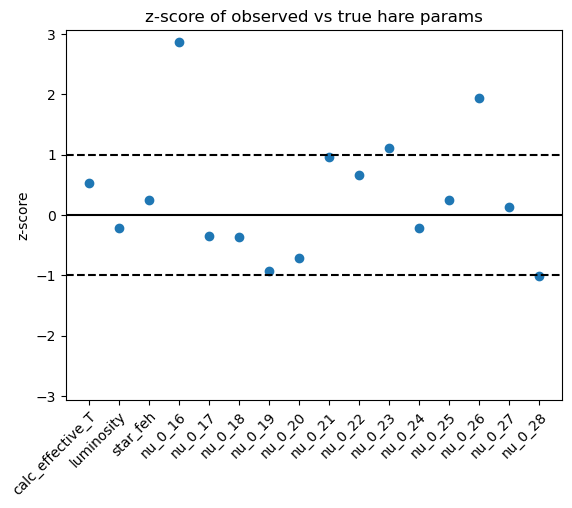 z-score of observed vs true hare params
z-score
3
2
1
0
−1
−2
−3
calc_effective_T
luminosity
star_feh
nu_0_16
nu_0_17
nu_0_18
nu_0_19
nu_0_20
nu_0_21
nu_0_22
nu_0_23
nu_0_24
nu_0_25
nu_0_26
nu_0_27
nu_0_28